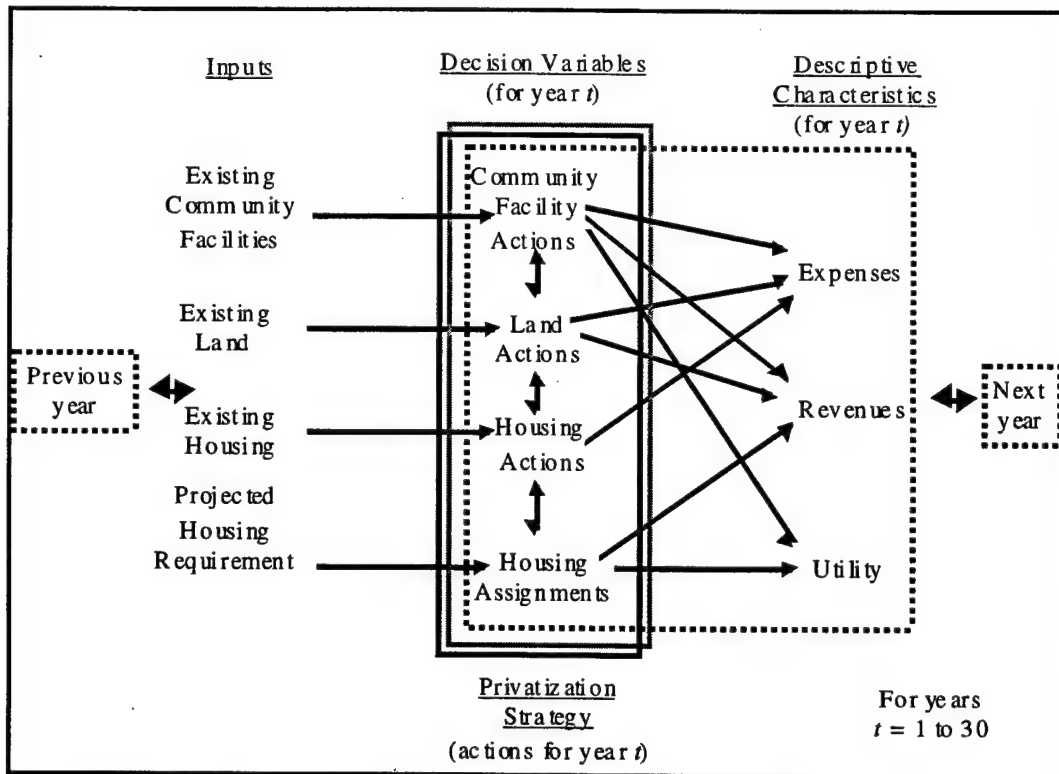 Inputs
Decision Variables
(for year t)
Descriptive
Characteristics
(for year t)
Existing
Community
Facilities
Existing
Land
Previous
year
Existing
Housing
Projected
Housing
Requirement
Community
Facility
Actions
Land
Actions
Housing
Actions
Housing
Assignments
Expenses
Revenues
Utility
Next
year
Privatization
Strategy
(actions for year t)
For years
t = 1 to 30